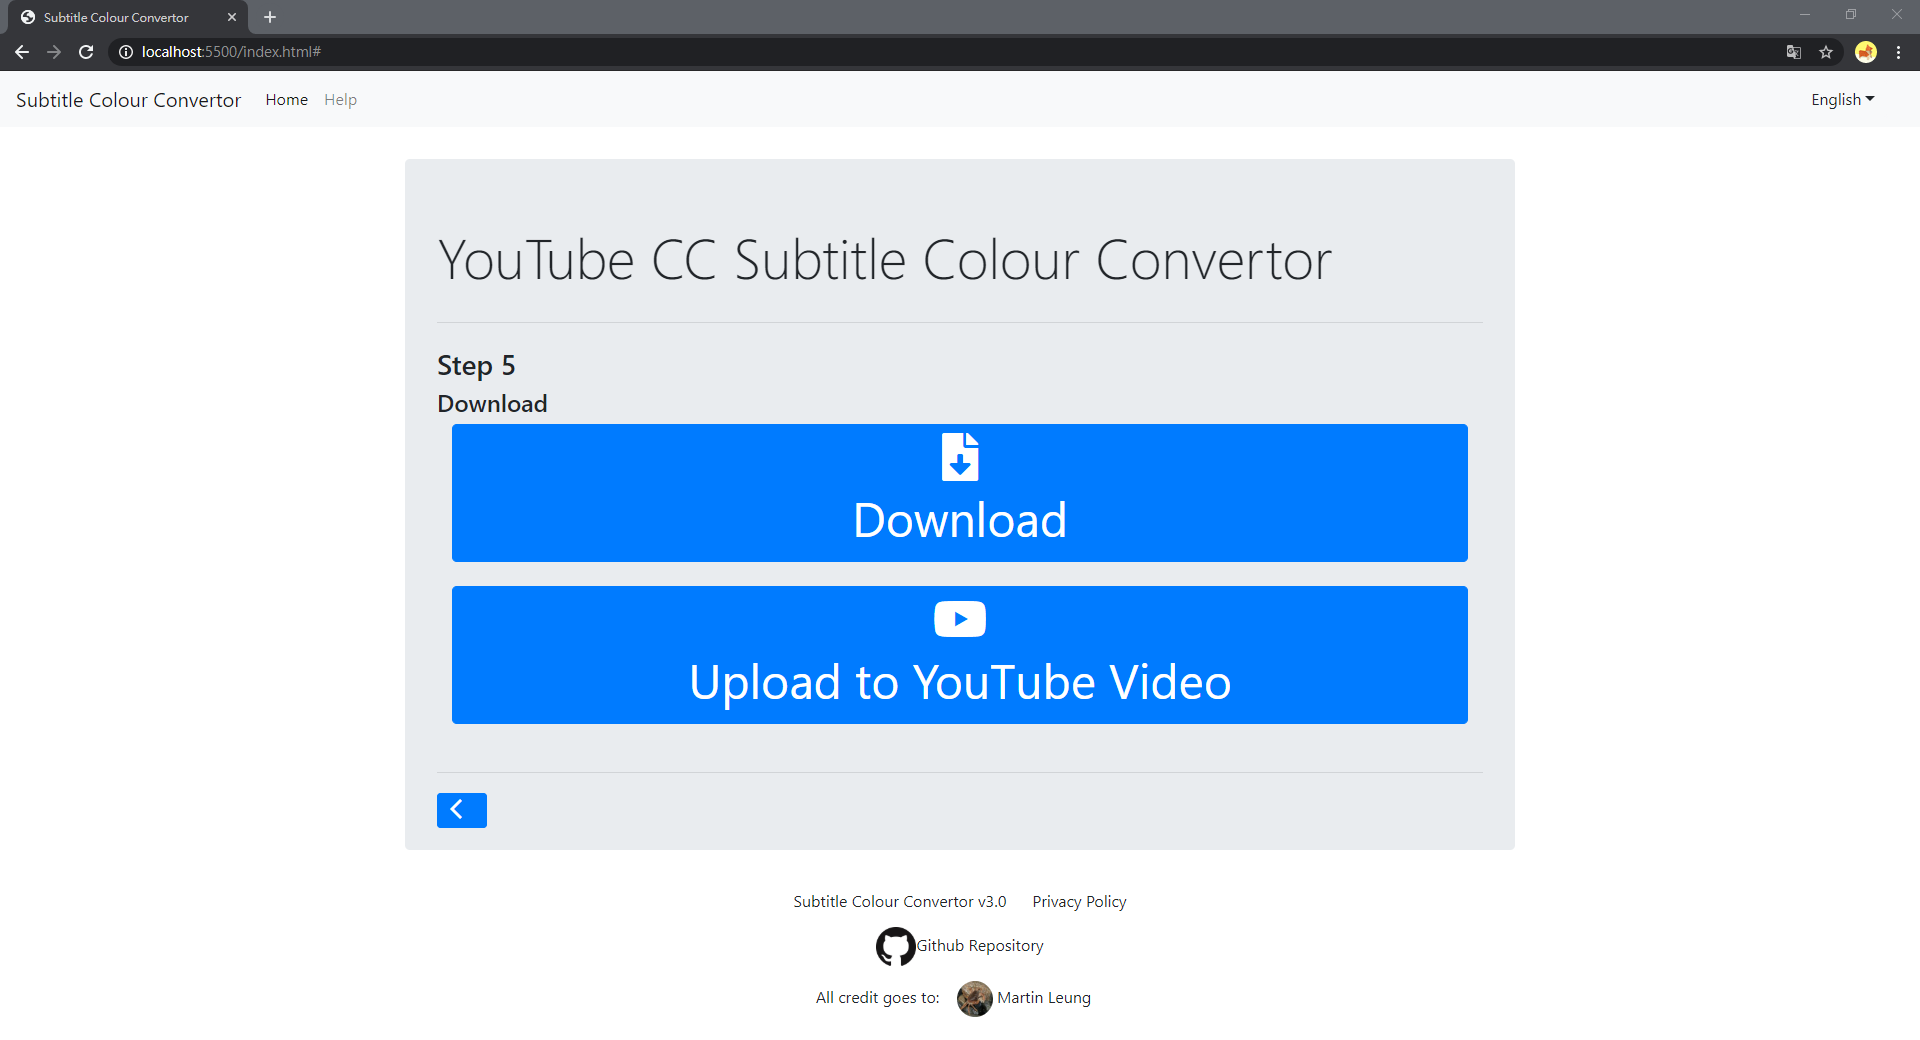 Subtitle Colour Convertor
localhost:5500/index.html#
Subtitle Colour Convertor Home Help English
YouTube CC Subtitle Colour Convertor
Step 5
Download
Download
Upload to YouTube Video
Subtitle Colour Convertor v3.0 Privacy Policy
Github Repository
All credit goes to: Martin Leung